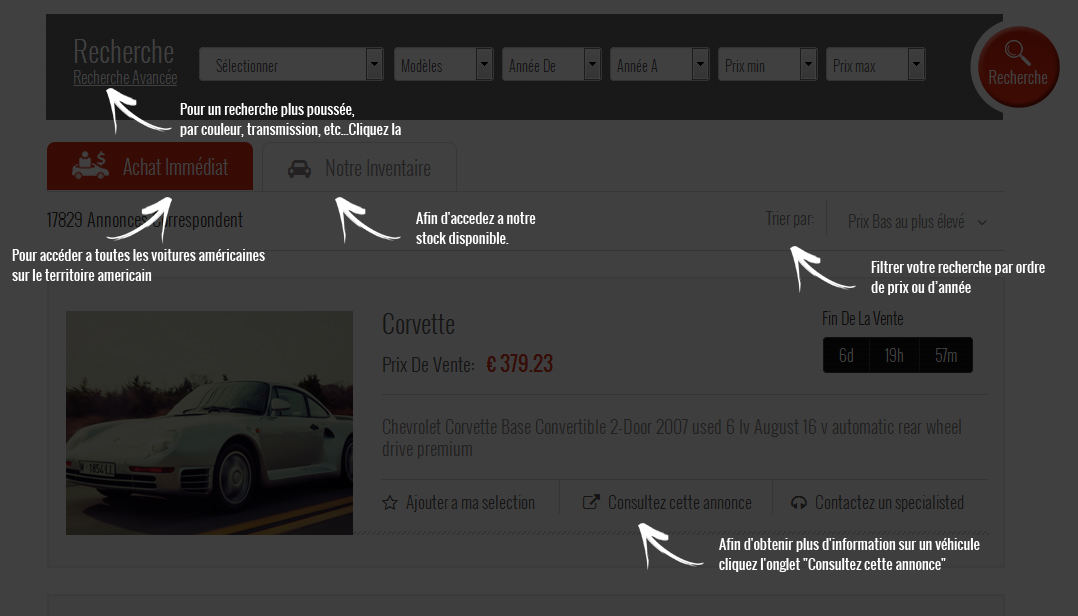 Recherche
Recherche Avancée
Sélectionner
Modèles
Année De
Année A
Prix min
Prix max
Recherche
Pour un recherche plus poussée,
par couleur, transmission, etc...Cliquez la
Achat Immédiat
Notre Inventaire
17829 Annonces Correspondent
Afin d'accedez a notre
stock disponible.
Trier par:
Prix Bas au plus élevé
Pour accéder a toutes les voitures américaines
sur le territoire americain
Filtrer votre recherche par ordre
de prix ou d'année
Corvette
Prix De Vente: € 379.23
Fin De La Vente
6d 19h 57m
Chevrolet Corvette Base Convertible 2-Door 2007 used 6 lv August 16 v automatic rear wheel
drive premium
Ajouter a ma selection
Consultez cette annonce
Contactez un specialisted
Afin d'obtenir plus d'information sur un véhicule
cliquez l'onglet "Consultez cette annonce"